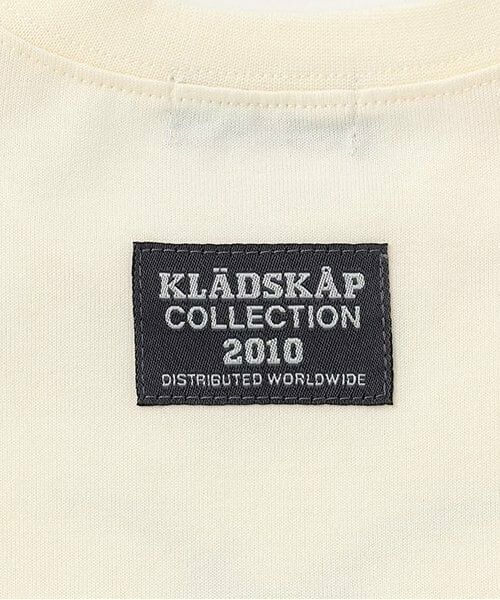 KLÄDSKÅP
COLLECTION
2010
DISTRIBUTED WORLDWIDE